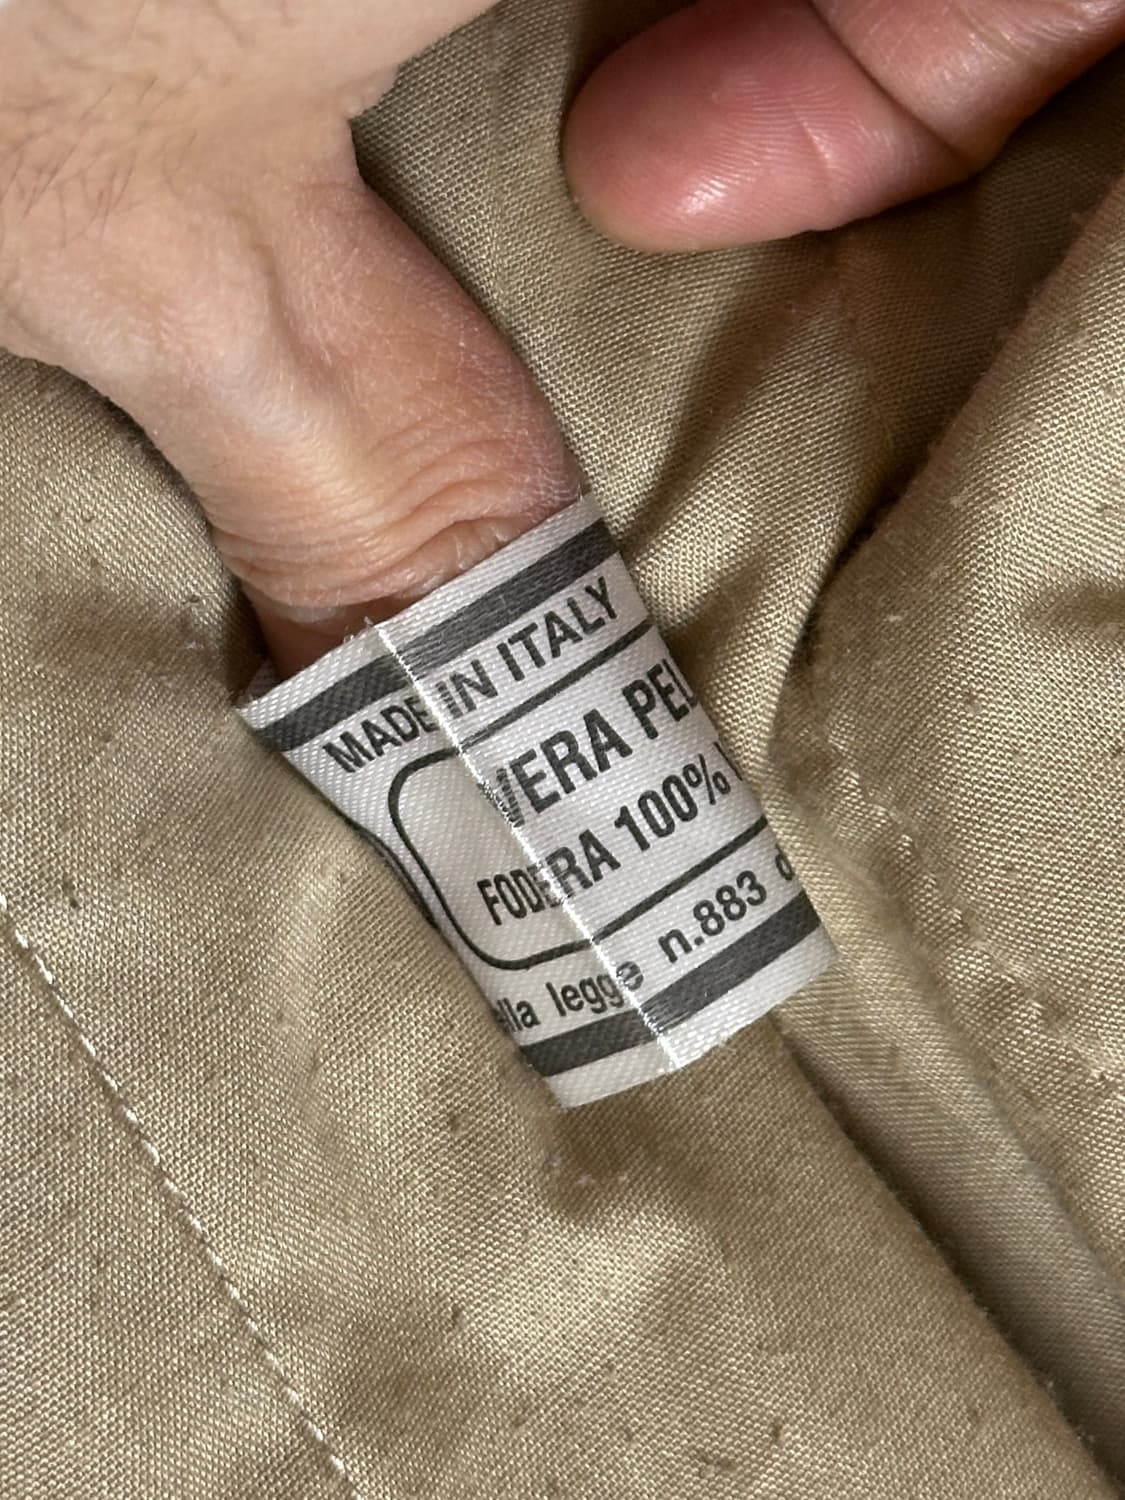 MADE IN ITALY
VERA PEL
FODERA 100%
lla legge n.883